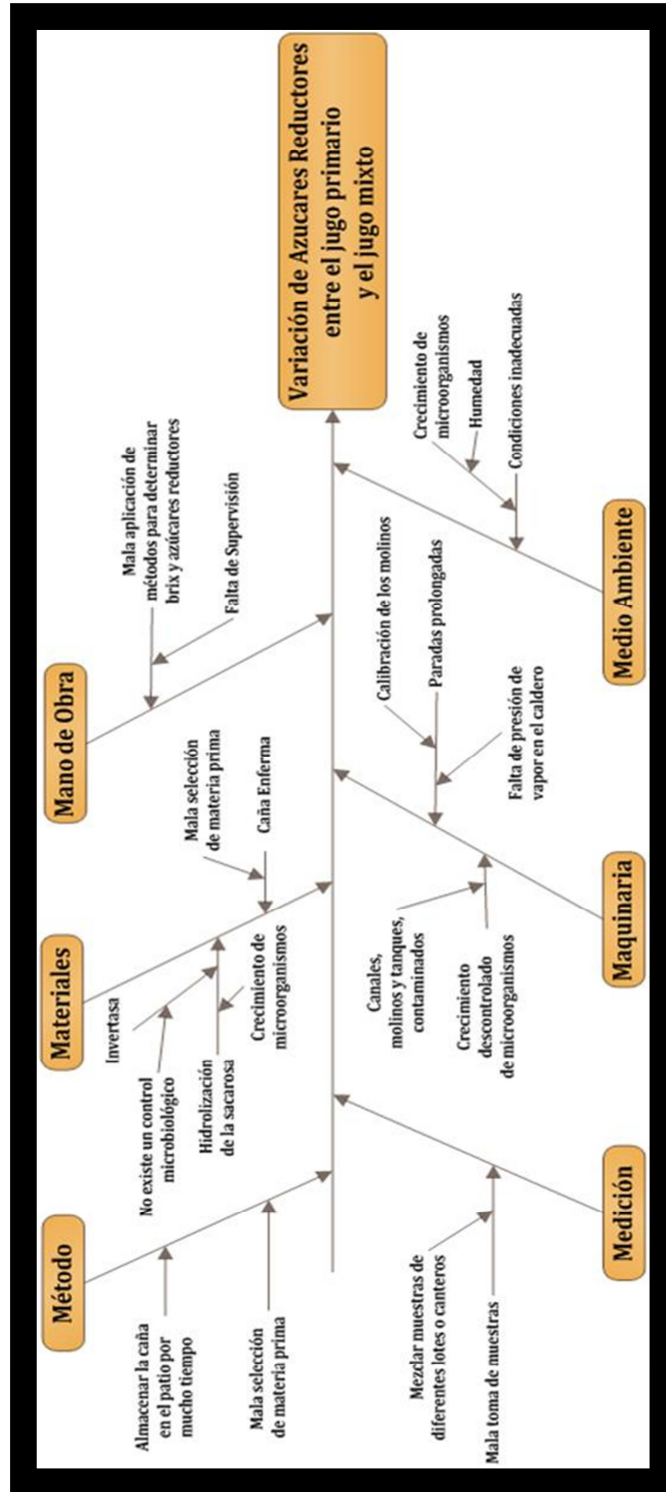 Método
Almacenar la caña
en el patio por
mucho tiempo
Mala selección
de materia prima
Materiales
Invertasa
No existe un control
microbiológico
Hidrolización
de la sacarosa
Crecimiento de
microorganismos
Mala selección
de materia prima
Caña Enferma
Mano de Obra
Mala aplicación de
métodos para determinar
brix y azúcares reductores
Falta de Supervisión
Variación de Azucares Reductores
entre el jugo primario
y el jugo mixto
Medición
Mezclar muestras de
diferentes lotes o canteros
Mala toma de muestras
Maquinaria
Canales,
molinos y tanques,
contaminados
Crecimiento
descontrolado
de microorganismos
Calibración de los molinos
Paradas prolongadas
Falta de presión de
vapor en el caldero
Medio Ambiente
Crecimiento de
microorganismos
Humedad
Condiciones inadecuadas